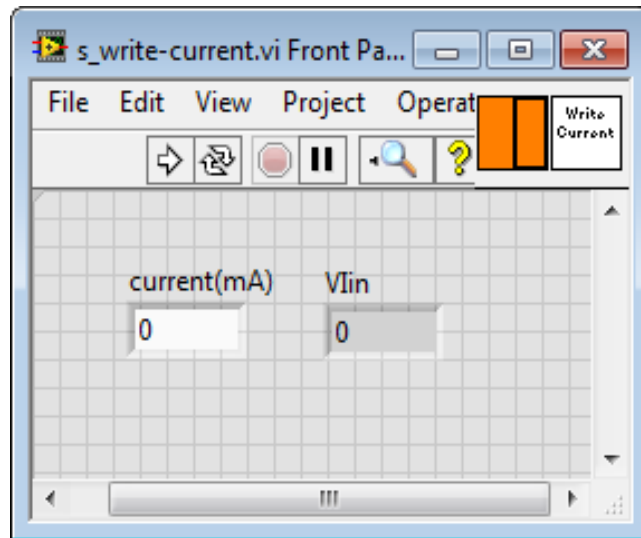 s_write-current.vi Front Pa...
File Edit View Project Operat
Write
Current
current(mA) VIin
0 0